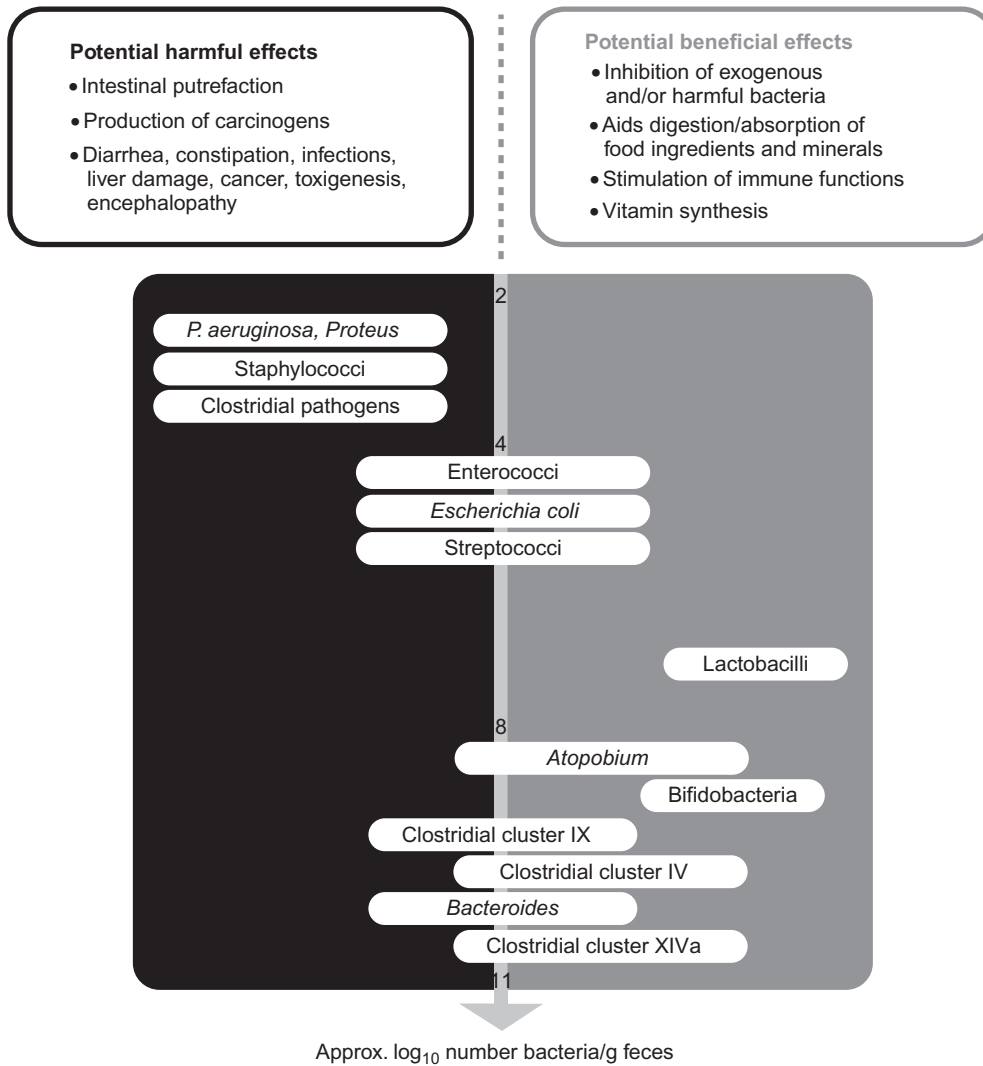 Potential harmful effects
• Intestinal putrefaction
• Production of carcinogens
• Diarrhea, constipation, infections,
liver damage, cancer, toxigenesis,
encephalopathy
Potential beneficial effects
• Inhibition of exogenous
and/or harmful bacteria
• Aids digestion/absorption of
food ingredients and minerals
• Stimulation of immune functions
• Vitamin synthesis
2
P. aeruginosa, Proteus
Staphylococci
Clostridial pathogens
4
Enterococci
Escherichia coli
Streptococci
Lactobacilli
8
Atopobium
Bifidobacteria
Clostridial cluster IX
Clostridial cluster IV
Bacteroides
Clostridial cluster XIVa
11
Approx. log₁₀ number bacteria/g feces